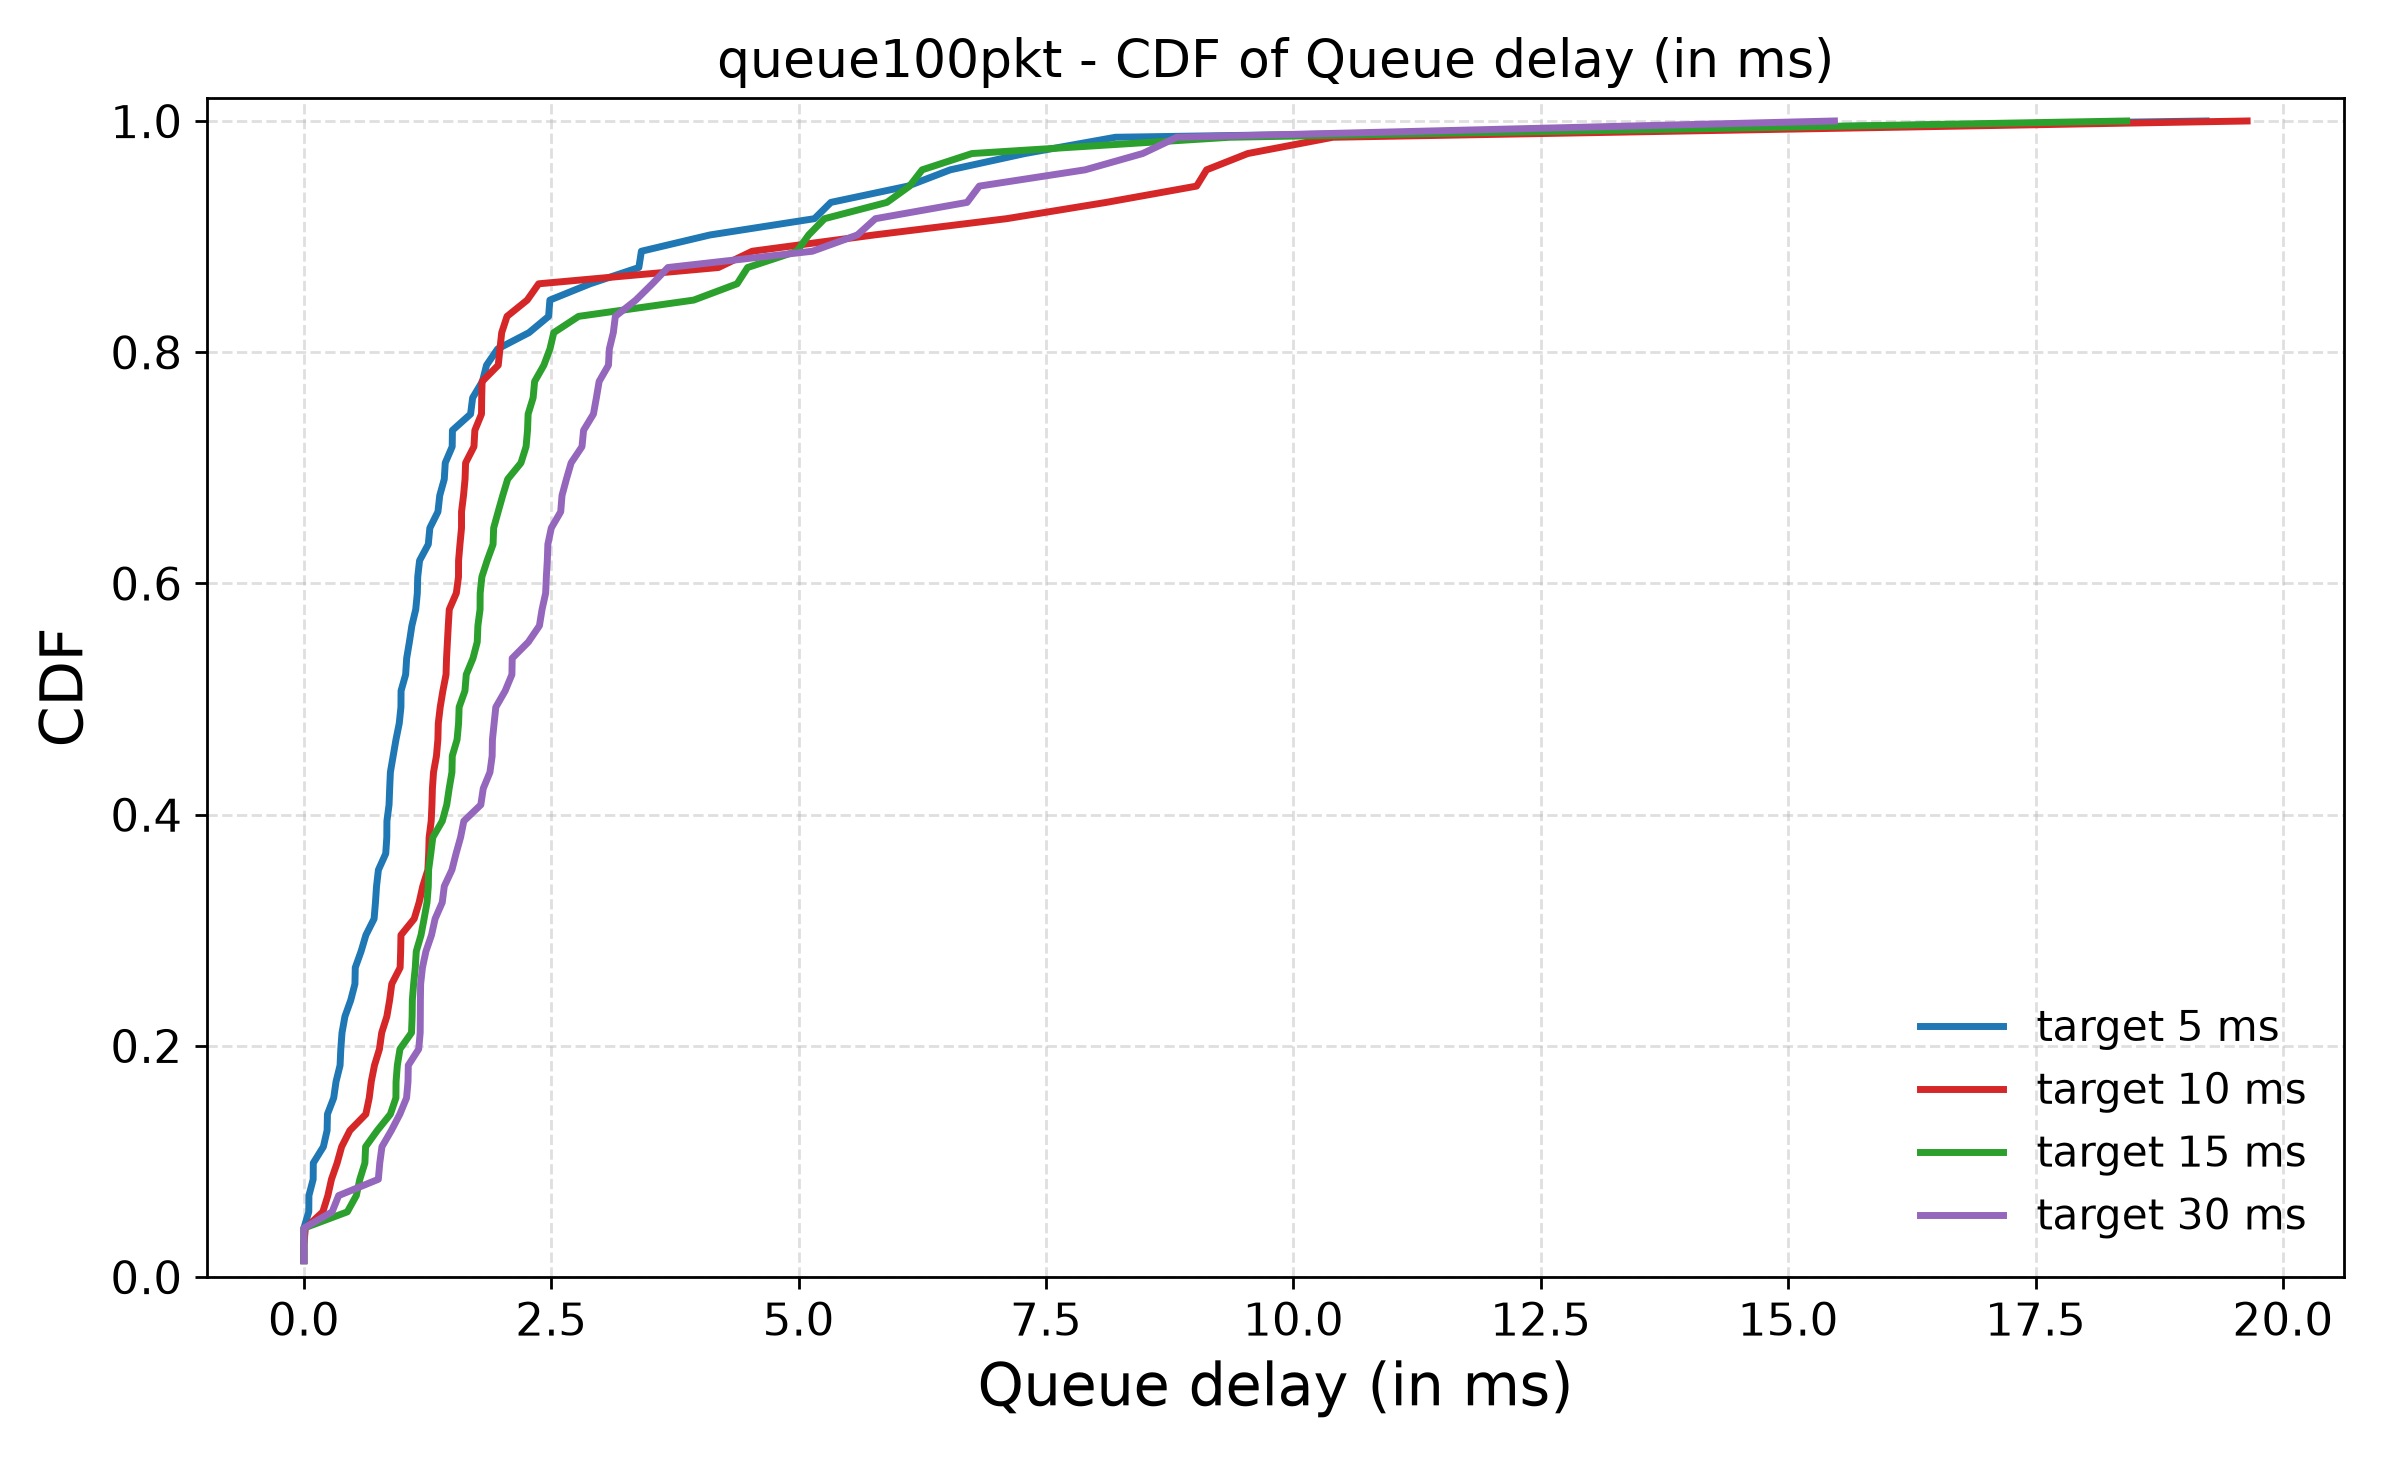 queue100pkt - CDF of Queue delay (in ms)
1.0
0.8
0.6
0.4
0.2
0.0
CDF
0.0 2.5 5.0 7.5 10.0 12.5 15.0 17.5 20.0
Queue delay (in ms)
target 5 ms
target 10 ms
target 15 ms
target 30 ms